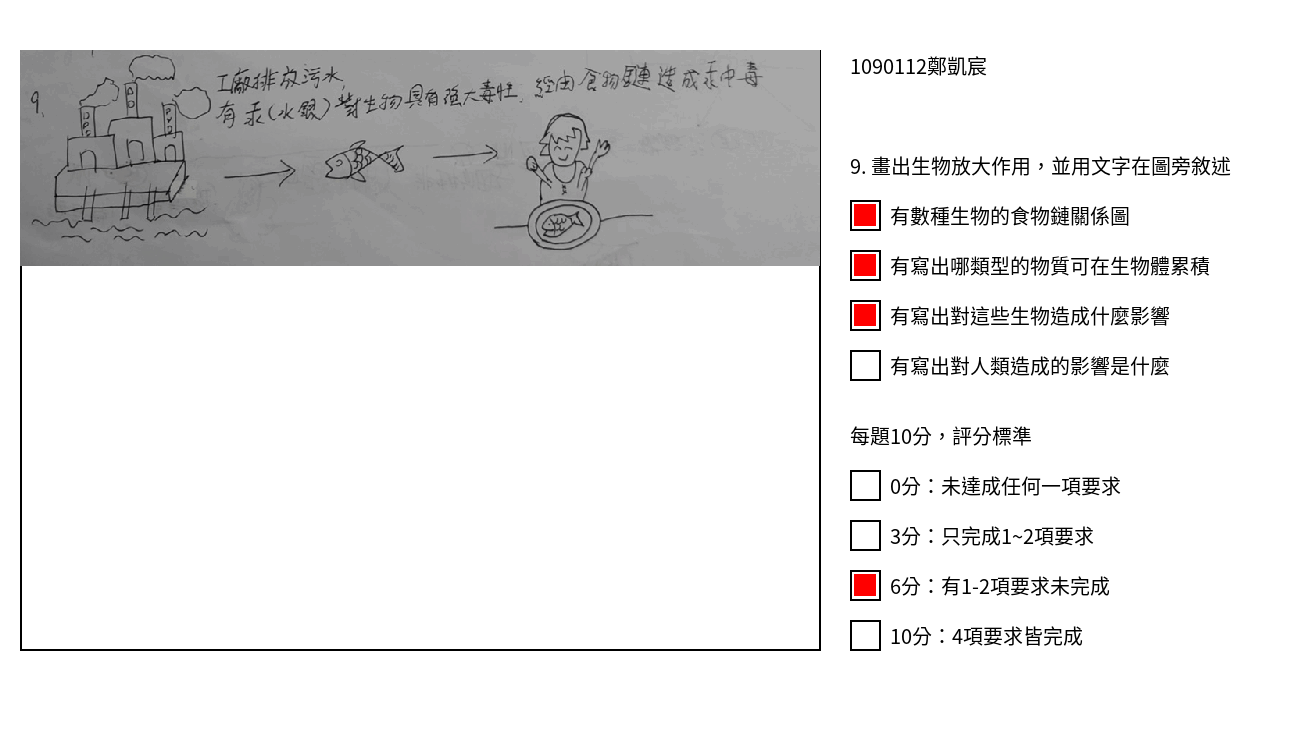 9.
工廠排放污水,
有汞(水銀)對生物具有強大毒性, 經由食物鏈造成汞中毒
1090112鄭凱宸
9. 畫出生物放大作用，並用文字在圖旁敘述
有數種生物的食物鏈關係圖
有寫出哪類型的物質可在生物體累積
有寫出對這些生物造成什麼影響
有寫出對人類造成的影響是什麼
每題10分，評分標準
0分：未達成任何一項要求
3分：只完成1~2項要求
6分：有1-2項要求未完成
10分：4項要求皆完成